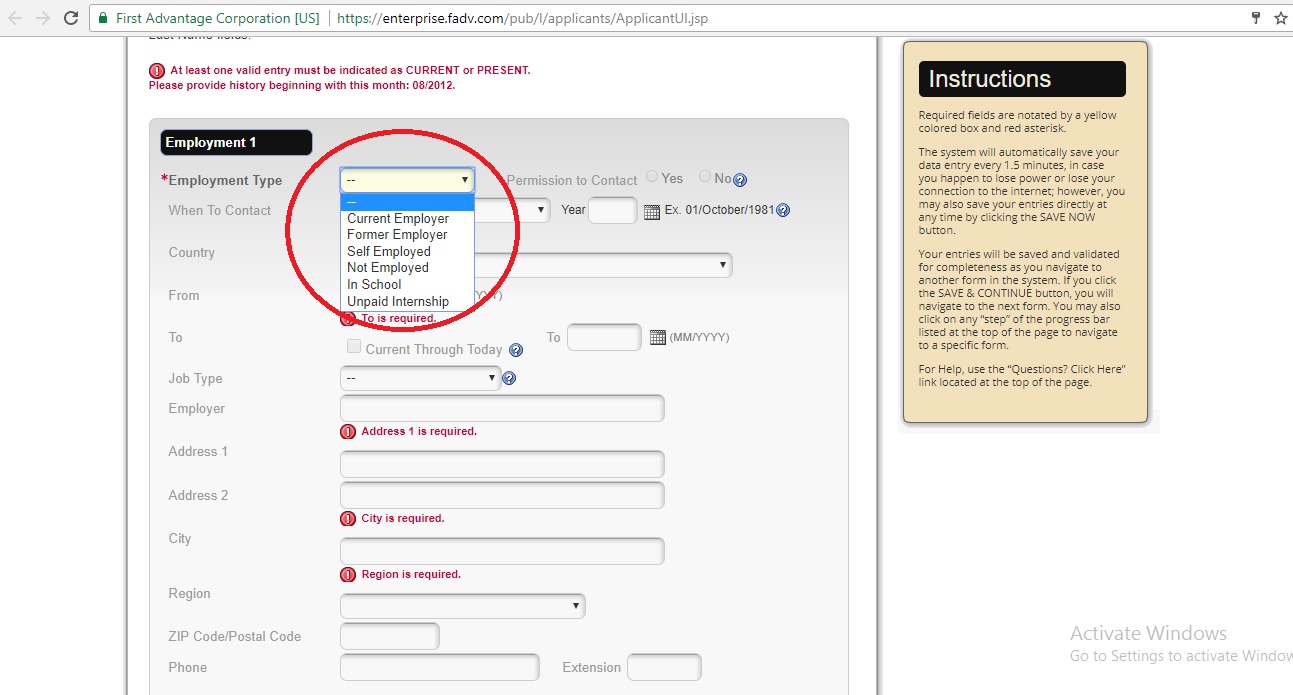 First Advantage Corporation [US]
https://enterprise.fadv.com/pub/l/applicants/ApplicantUI.jsp
Last Name fields.
At least one valid entry must be indicated as CURRENT or PRESENT.
Please provide history beginning with this month: 08/2012.
Employment 1
*Employment Type
--
Permission to Contact
Yes
No
--
Current Employer
Former Employer
Self Employed
Not Employed
In School
Unpaid Internship
When To Contact
Year
Ex. 01/October/1981
Country
From
YYY)
To is required.
To
Current Through Today
To
(MM/YYYY)
Job Type
--
Employer
Address 1 is required.
Address 1
Address 2
City is required.
City
Region is required.
Region
ZIP Code/Postal Code
Phone
Extension
Instructions
Required fields are notated by a yellow
colored box and red asterisk.
The system will automatically save your
data entry every 1.5 minutes, in case
you happen to lose power or lose your
connection to the internet; however, you
may also save your entries directly at
any time by clicking the SAVE NOW
button.
Your entries will be saved and validated
for completeness as you navigate to
another form in the system. If you click
the SAVE & CONTINUE button, you will
navigate to the next form. You may also
click on any “step” of the progress bar
listed at the top of the page to navigate
to a specific form.
For Help, use the “Questions? Click Here”
link located at the top of the page.
Activate Windows
Go to Settings to activate Window